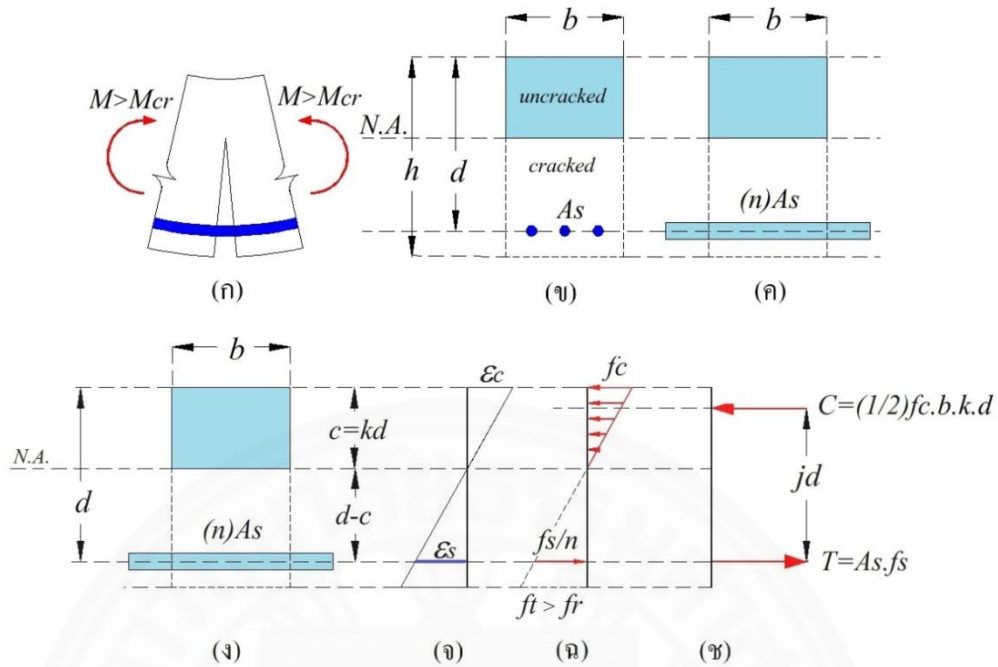 b
b
M>Mcr
M>Mcr
uncracked
N.A.
h
d
cracked
As
(n)As
(ก)
(ข)
(ค)
b
εc
fc
C=(1/2)fc.b.k.d
c=kd
N.A.
d
d-c
jd
(n)As
εs
fs/n
T=As.fs
ft > fr
(ง)
(จ)
(ฉ)
(ช)